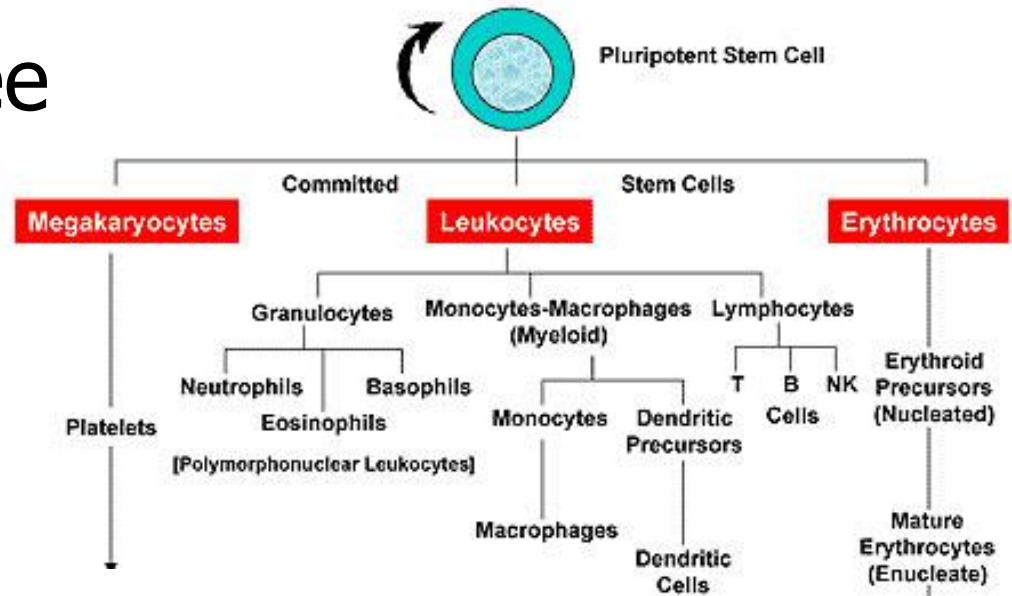 ee
Pluripotent Stem Cell
Committed Stem Cells
Megakaryocytes
Leukocytes
Erythrocytes
Granulocytes
Monocytes-Macrophages
(Myeloid)
Lymphocytes
Neutrophils
Basophils
Eosinophils
[Polymorphonuclear Leukocytes]
Platelets
Monocytes
Dendritic
Precursors
T B NK
Cells
Erythroid
Precursors
(Nucleated)
Macrophages
Dendritic
Cells
Mature
Erythrocytes
(Enucleate)